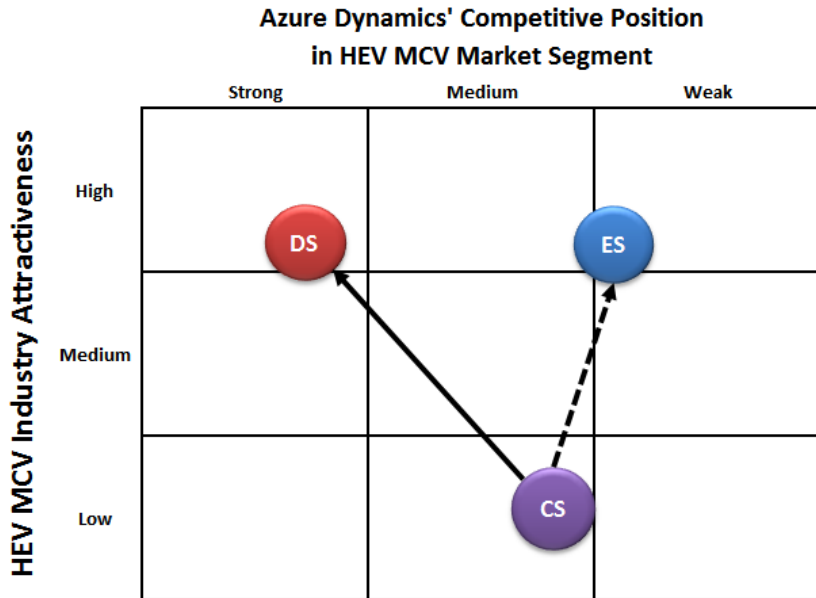 Azure Dynamics' Competitive Position
in HEV MCV Market Segment
Strong Medium Weak
HEV MCV Industry Attractiveness
High
DS ES
Medium
CS
Low